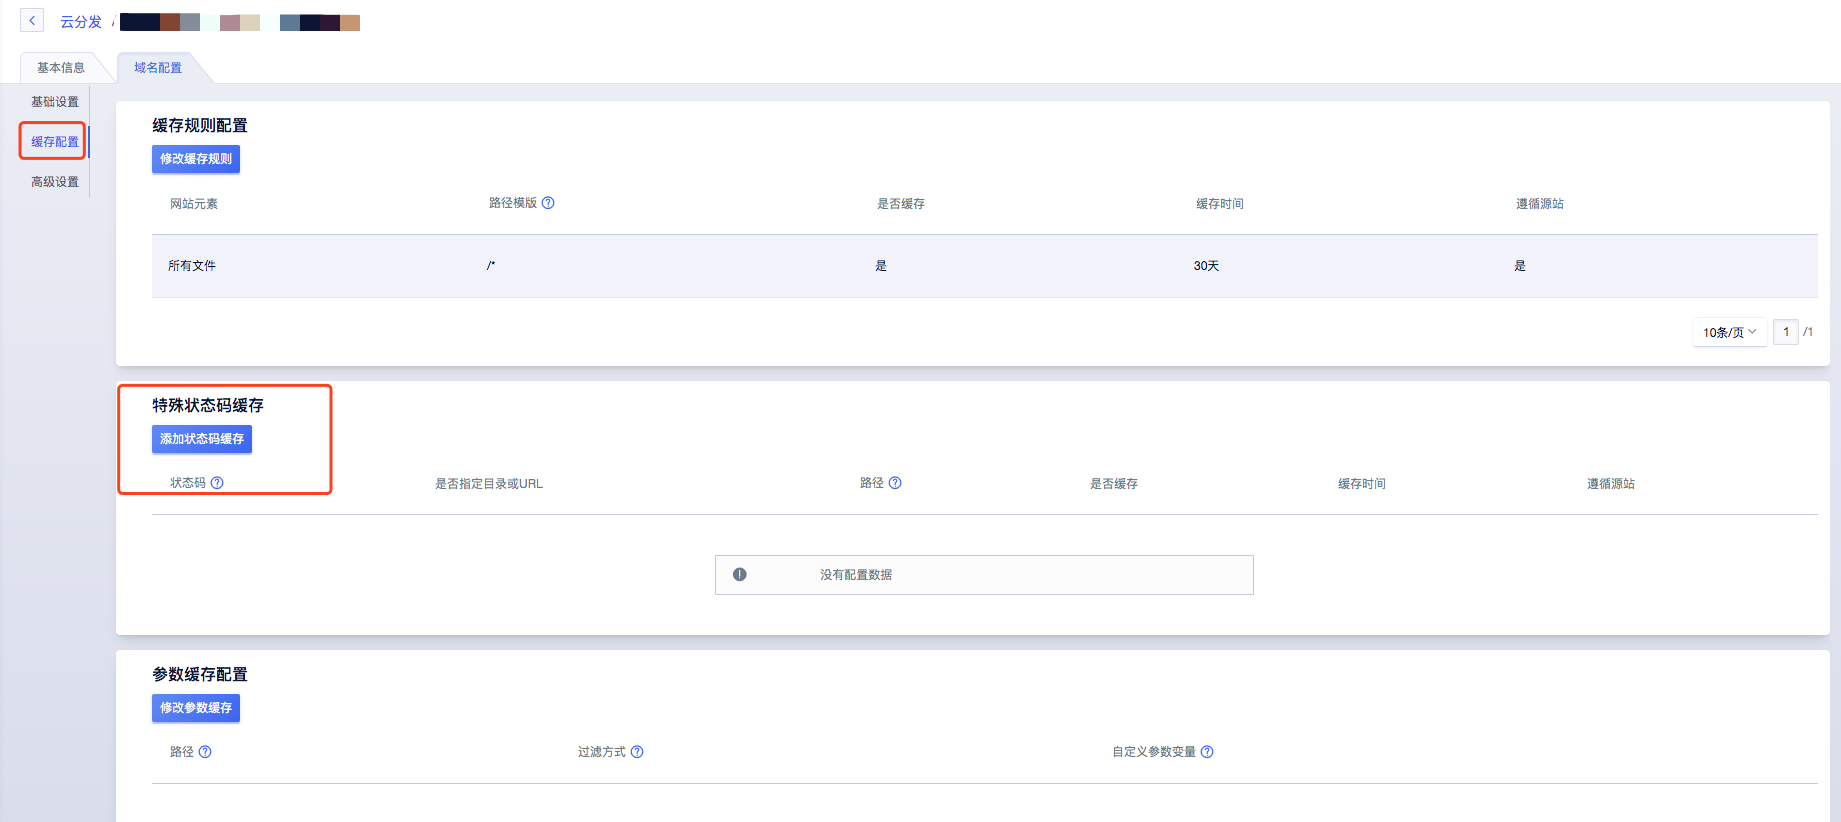 云分发 /
基本信息 域名配置
基础设置
缓存配置
高级设置
缓存规则配置
修改缓存规则
网站元素 路径模版 是否缓存 缓存时间 遵循源站
所有文件 /* 是 30天 是
10条/页 1 /1
特殊状态码缓存
添加状态码缓存
状态码 是否指定目录或URL 路径 是否缓存 缓存时间 遵循源站
没有配置数据
参数缓存配置
修改参数缓存
路径 过滤方式 自定义参数变量